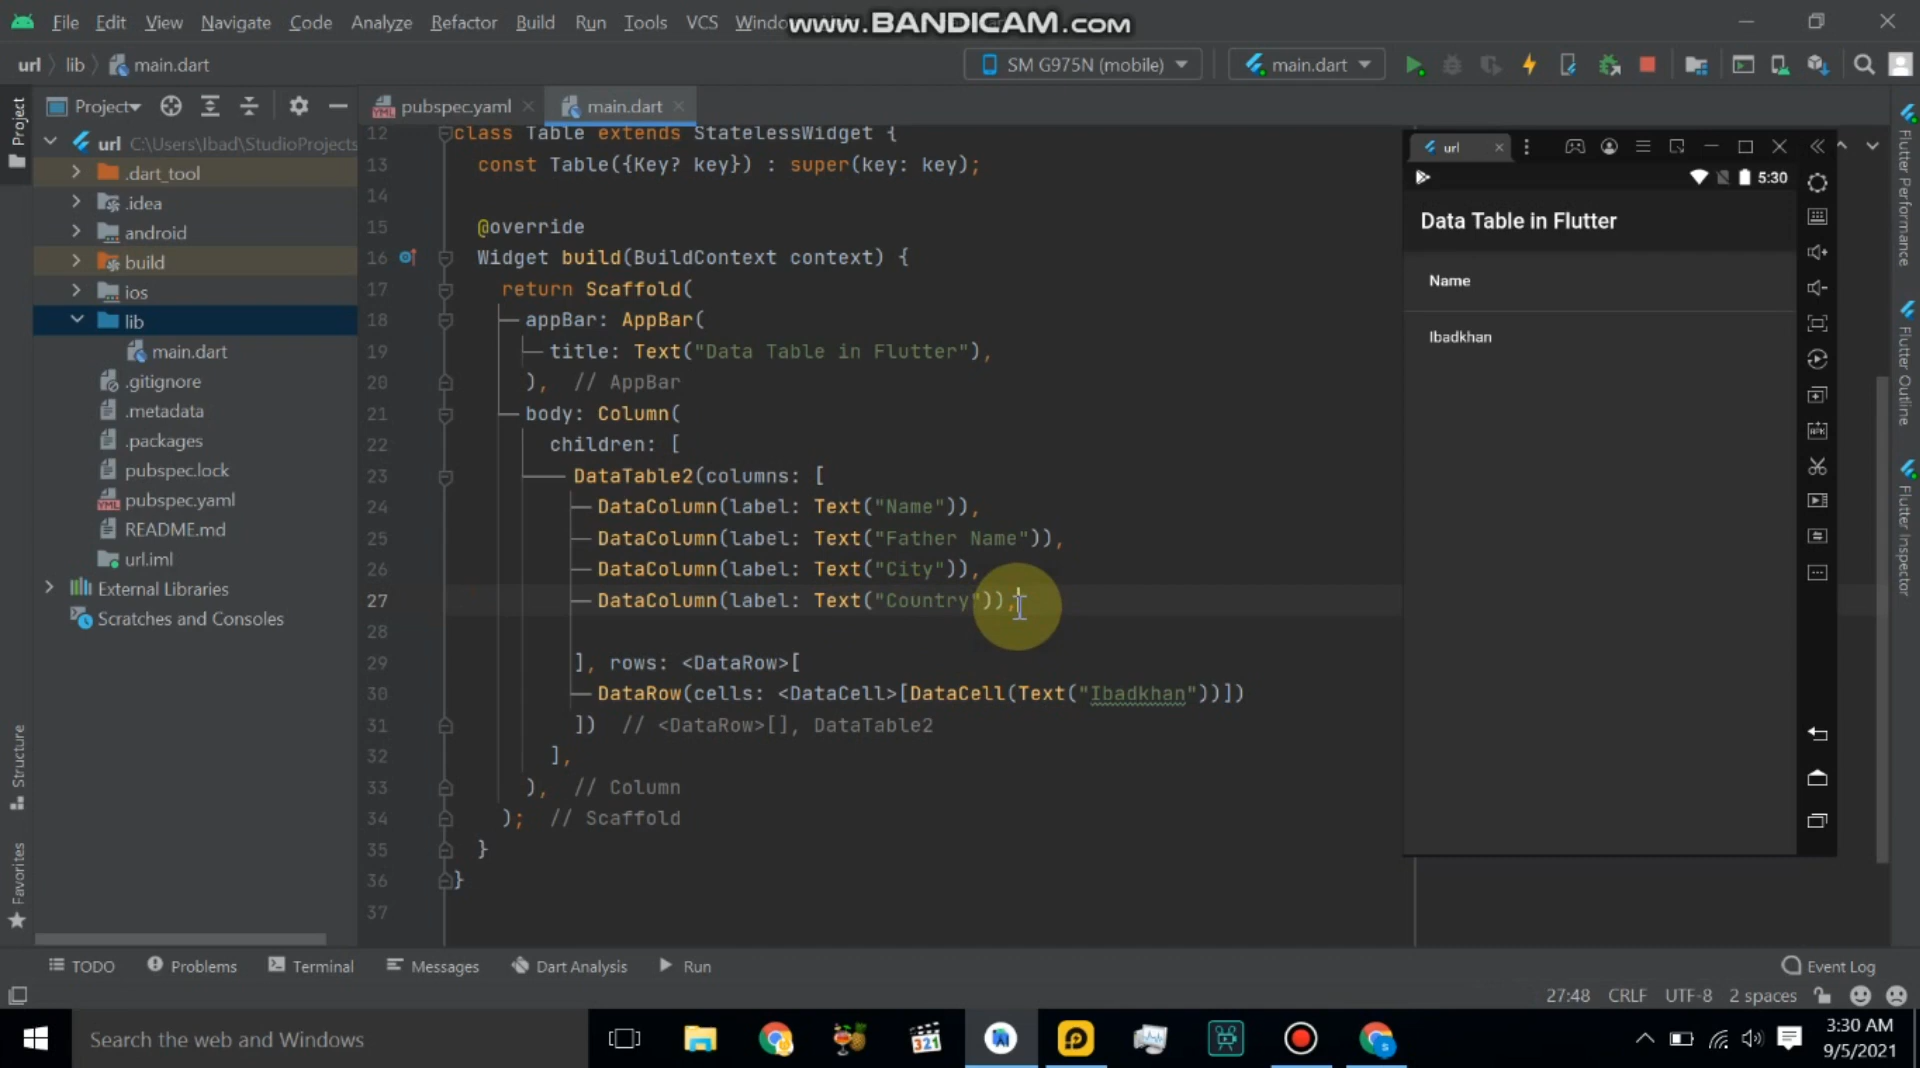 File Edit View Navigate Code Analyze Refactor Build Run Tools VCS Windo
www.BANDICAM.com
url lib main.dart
SM G975N (mobile)
main.dart
Project
pubspec.yaml
main.dart
Project
url C:\Users\Ibad\StudioProjects
.dart_tool
.idea
android
build
ios
lib
main.dart
.gitignore
.metadata
.packages
pubspec.lock
pubspec.yaml
README.md
url.iml
External Libraries
Scratches and Consoles
Structure
Favorites
12 class Table extends StatelessWidget {
13 const Table({Key? key}) : super(key: key);
14
15 @override
16 Widget build(BuildContext context) {
17 return Scaffold(
18 appBar: AppBar(
19 title: Text("Data Table in Flutter"),
20 ), // AppBar
21 body: Column(
22 children: [
23 DataTable2(columns: [
24 DataColumn(label: Text("Name")),
25 DataColumn(label: Text("Father Name")),
26 DataColumn(label: Text("City")),
27 DataColumn(label: Text("Country")),
28
29 ], rows: <DataRow>[
30 DataRow(cells: <DataCell>[DataCell(Text("Ibadkhan"))])
31 ]) // <DataRow>[], DataTable2
32 ],
33 ), // Column
34 ); // Scaffold
35 }
36 }
37
url
5:30
Data Table in Flutter
Name
Ibadkhan
Flutter Performance
Flutter Outline
Flutter Inspector
TODO Problems Terminal Messages Dart Analysis Run
Event Log
27:48 CRLF UTF-8 2 spaces
Search the web and Windows
321
3:30 AM
9/5/2021